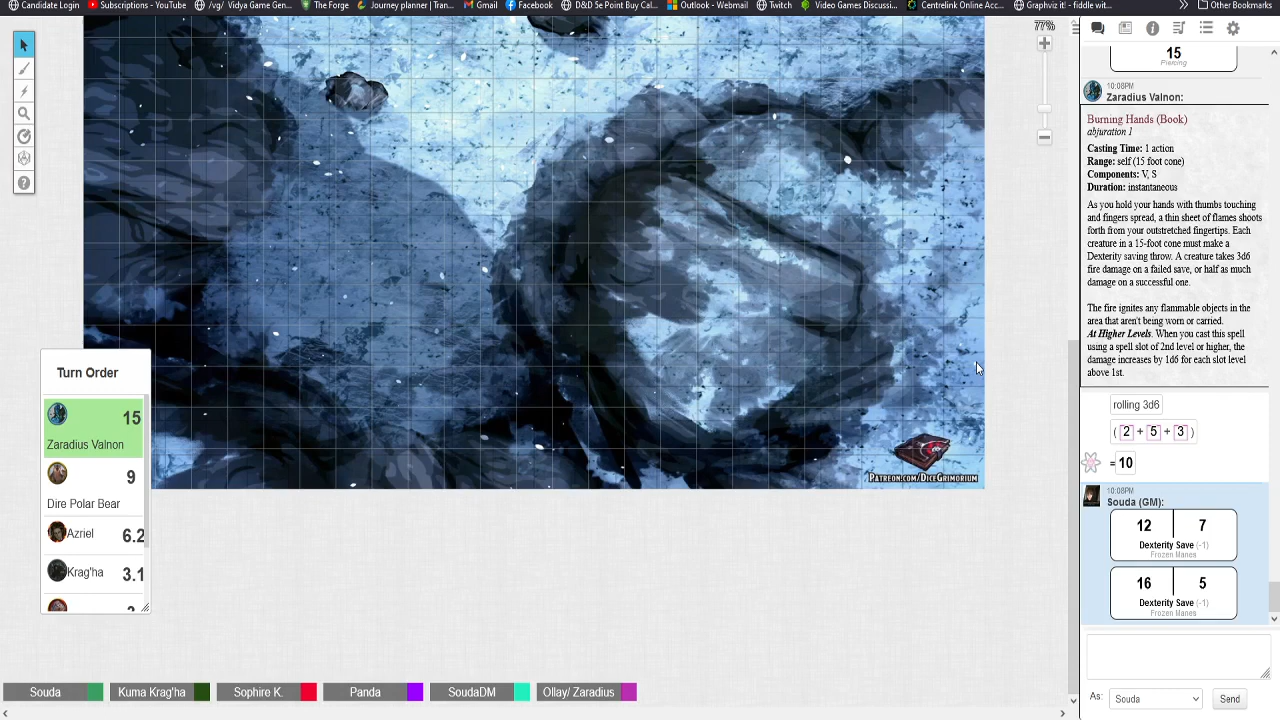 Candidate Login
Subscriptions - YouTube
/vg/ Vidya Game Gen...
The Forge
Journey planner | Tran...
Gmail
Facebook
D&D 5e Point Buy Cal...
Outlook - Webmail
Twitch
Video Games Discussi...
Centrelink Online Acc...
Graphviz it! - fiddle wit...
Other Bookmarks
77%
15
Piercing
10:08PM
Zaradius Valnon:
Burning Hands (Book)
abjuration 1
Casting Time: 1 action
Range: self (15 foot cone)
Components: V, S
Duration: instantaneous
As you hold your hands with thumbs touching
and fingers spread, a thin sheet of flames shoots
forth from your outstretched fingertips. Each
creature in a 15-foot cone must make a
Dexterity saving throw. A creature takes 3d6
fire damage on a failed save, or half as much
damage on a successful one.
The fire ignites any flammable objects in the
area that aren't being worn or carried.
At Higher Levels. When you cast this spell
using a spell slot of 2nd level or higher, the
damage increases by 1d6 for each slot level
above 1st.
rolling 3d6
( 2 + 5 + 3 )
= 10
10:08PM
Souda (GM):
12 7
Dexterity Save (-1)
Frozen Manes
16 5
Dexterity Save (-1)
Frozen Manes
As: Souda Send
Turn Order
15
Zaradius Valnon
9
Dire Polar Bear
Azriel 6.2
Krag'ha 3.1
PATREON.COM/DICEGRIMORIUM
Souda
Kuma Krag'ha
Sophire K.
Panda
SoudaDM
Ollay/ Zaradius